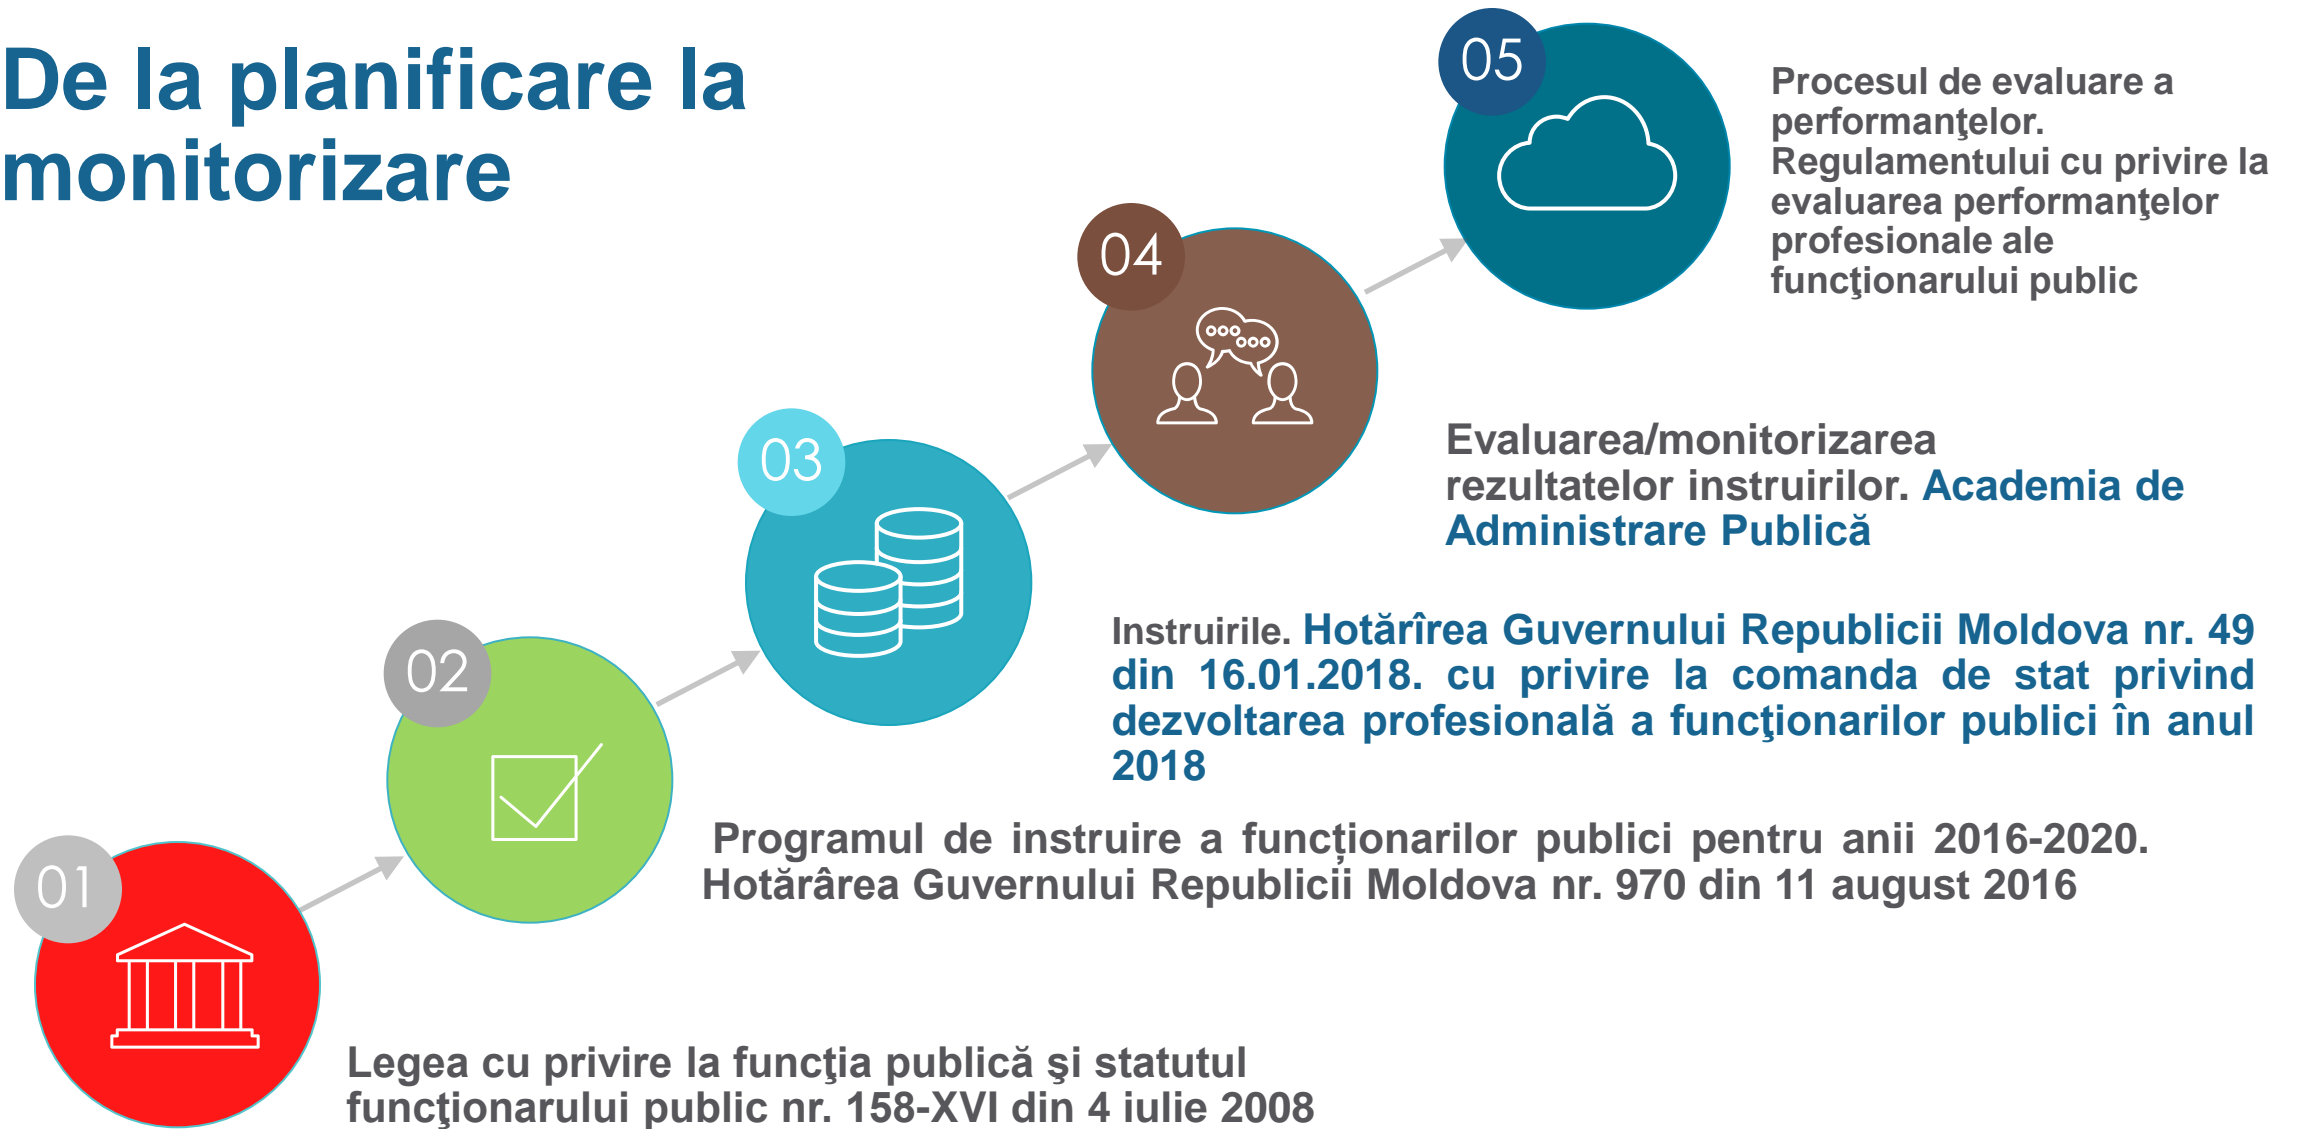 De la planificare la
monitorizare
05
Procesul de evaluare a
performanţelor.
Regulamentului cu privire la
evaluarea performanţelor
profesionale ale
funcţionarului public
04
Evaluarea/monitorizarea
rezultatelor instruirilor. Academia de
Administrare Publică
03
Instruirile. Hotărîrea Guvernului Republicii Moldova nr. 49
din 16.01.2018. cu privire la comanda de stat privind
dezvoltarea profesională a funcţionarilor publici în anul
2018
02
Programul de instruire a funcționarilor publici pentru anii 2016-2020.
Hotărârea Guvernului Republicii Moldova nr. 970 din 11 august 2016
01
Legea cu privire la funcţia publică şi statutul
funcţionarului public nr. 158-XVI din 4 iulie 2008